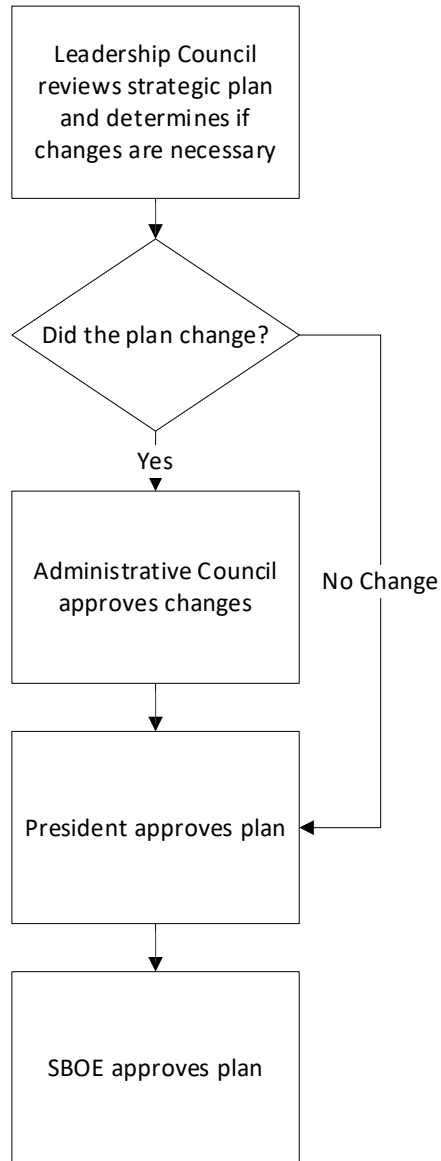 Leadership Council
reviews strategic plan
and determines if
changes are necessary
Did the plan change?
Yes
Administrative Council
approves changes
No Change
President approves plan
SBOE approves plan